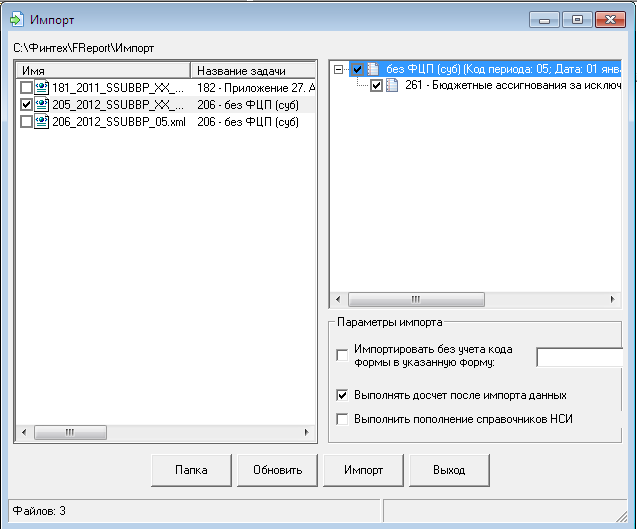 Импорт
C:\Финтех\FReport\Импорт
Имя Название задачи
181_2011_SSUBBP_XX_... 182 - Приложение 27. А
205_2012_SSUBBP_XX_... 206 - без ФЦП (суб)
206_2012_SSUBBP_05.xml 206 - без ФЦП (суб)
без ФЦП (суб) (Код периода: 05; Дата: 01 янва
261 - Бюджетные ассигнования за исключ
Параметры импорта
Импортировать без учета кода
формы в указанную форму:
Выполнять досчет после импорта данных
Выполнить пополнение справочников НСИ
Папка Обновить Импорт Выход
Файлов: 3